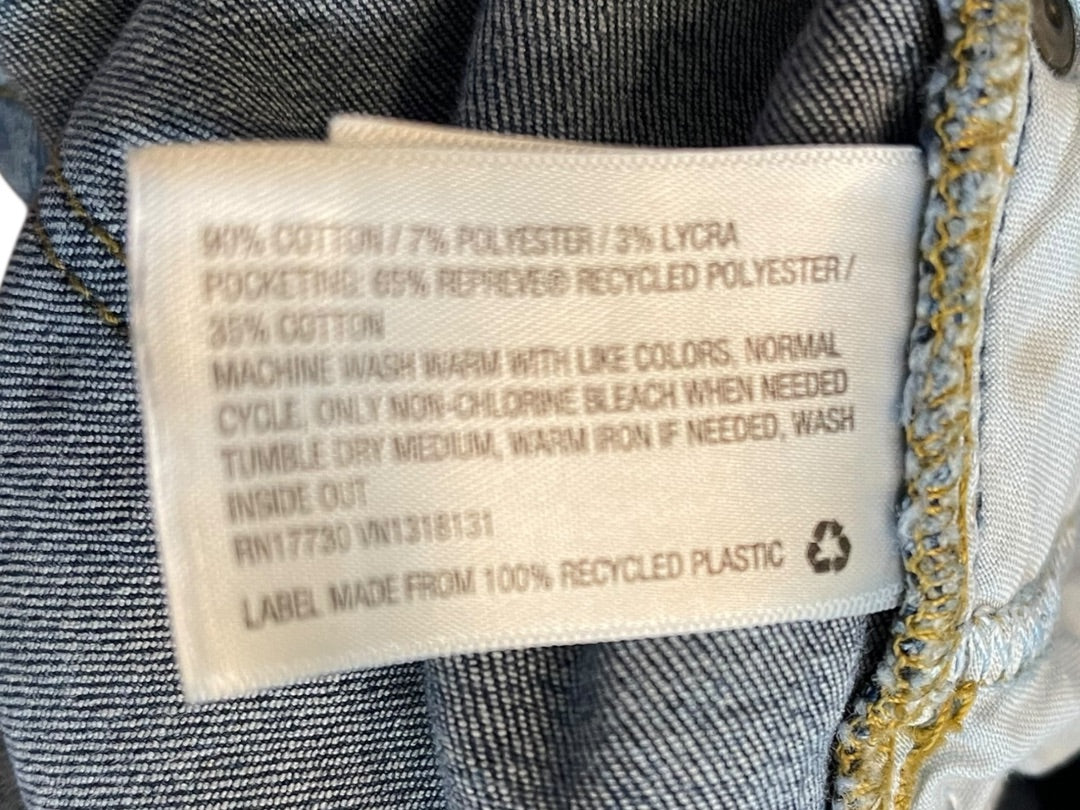 90% COTTON / 7% POLYESTER / 3% LYCRA
POCKETING: 65% REPREVE® RECYCLED POLYESTER /
35% COTTON
MACHINE WASH WARM WITH LIKE COLORS, NORMAL
CYCLE, ONLY NON-CHLORINE BLEACH WHEN NEEDED
TUMBLE DRY MEDIUM, WARM IRON IF NEEDED, WASH
INSIDE OUT
RN17730 VN1318131
LABEL MADE FROM 100% RECYCLED PLASTIC